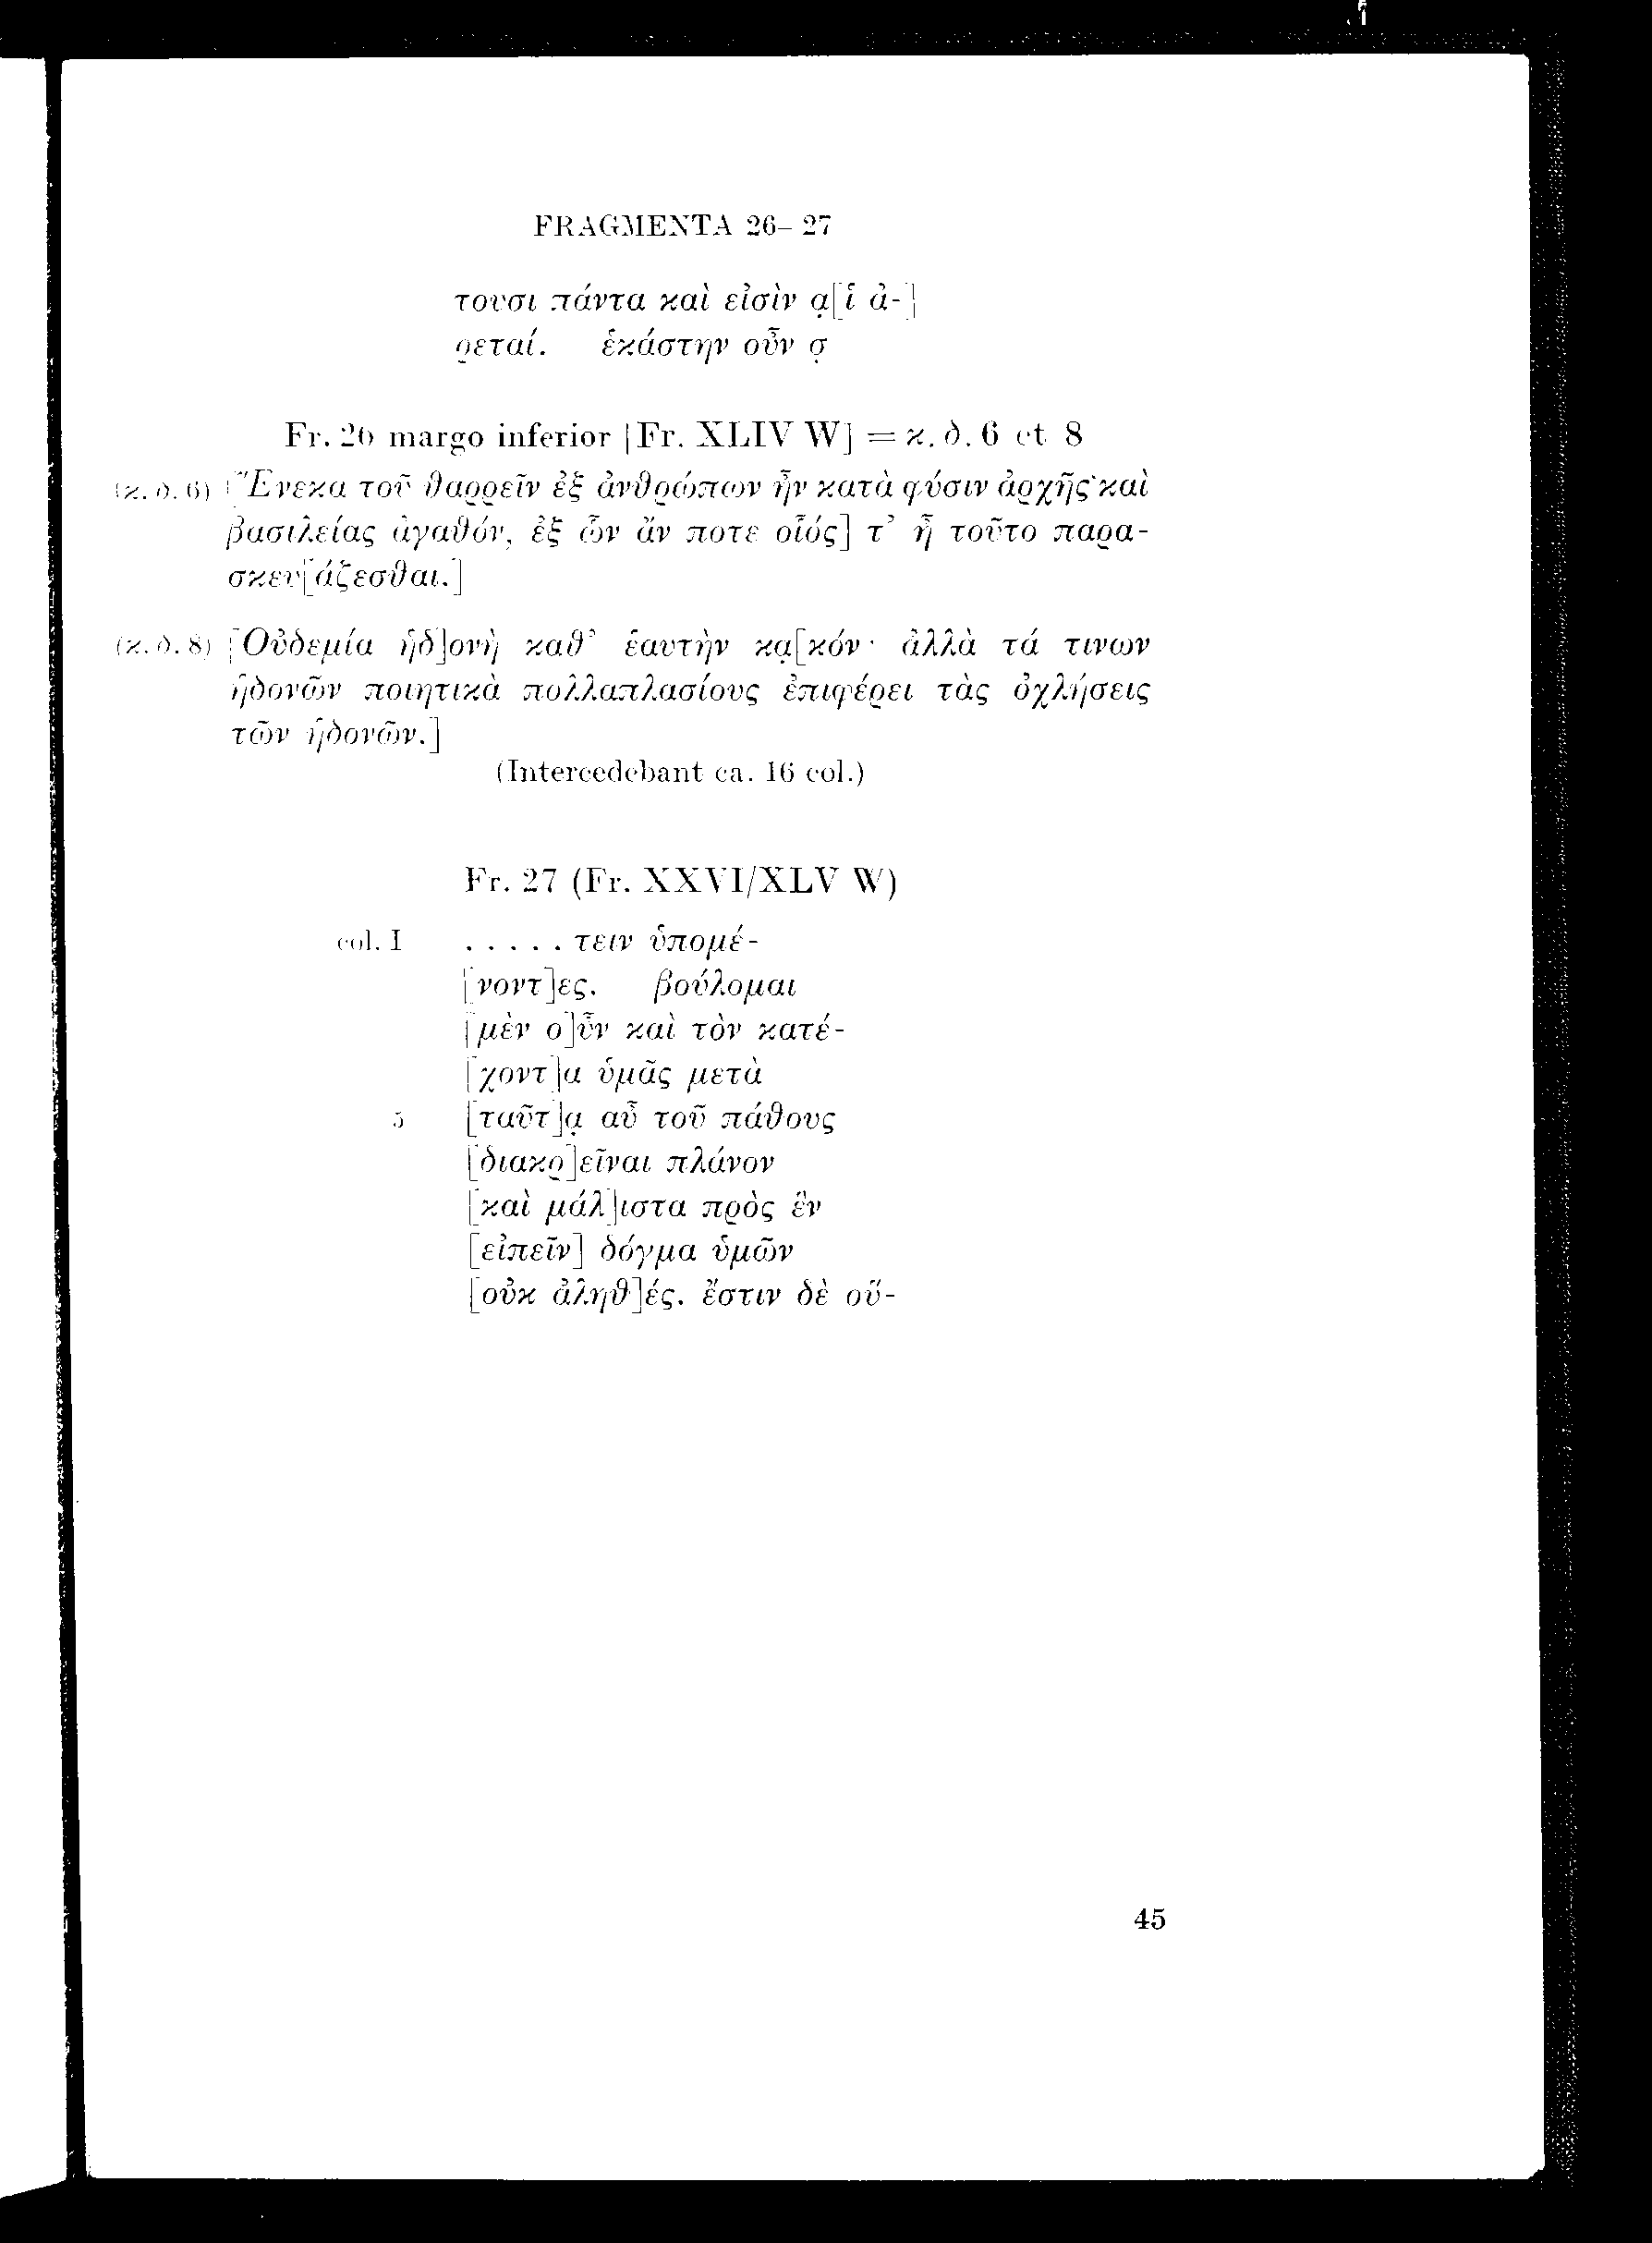 FRAGMENTA 26– 27
τουσι πάντα καὶ εἰσὶν α̣[ἱ ἀ-]
ρεταί. ἑκάστην οὖν σ̣
Fr. 26 margo inferior [Fr. XLIV W] = κ. δ. 6 et 8
(κ. δ. 6) [Ἕνεκα τοῦ θαρρεῖν ἐξ ἀνθρώπων ἦν κατὰ φύσιν ἀρχῆς καὶ
βασιλείας ἀγαθόν, ἐξ ὧν ἄν ποτε οἷός] τ’ ᾖ τοῦτο παρα-
σκευ[άζεσθαι.]
(κ. δ. 8) [Οὐδεμία ἡδ]ονὴ καθ’ ἑαυτὴν κα̣[κόν· ἀλλὰ τά τινων
ἡδονῶν ποιητικὰ πολλαπλασίους ἐπιφέρει τὰς ὀχλήσεις
τῶν ἡδονῶν.]
(Intercedebant ca. 16 col.)
Fr. 27 (Fr. XXVI/XLV W)
col. I . . . . . τειν ὑπομέ-
[νοντ]ες. βούλομαι
[μὲν ο]ὖν καὶ τὸν κατέ-
[χοντ]α ὑμᾶς μετὰ
5 [ταῦτ]α̣ αὖ τοῦ πάθους
[διακρ]εῖναι πλάνον
[καὶ μάλ]ιστα πρὸς ἓν
[εἰπεῖν] δόγμα ὑμῶν
[οὐκ ἀληθ]ές. ἔστιν δὲ οὕ-
45